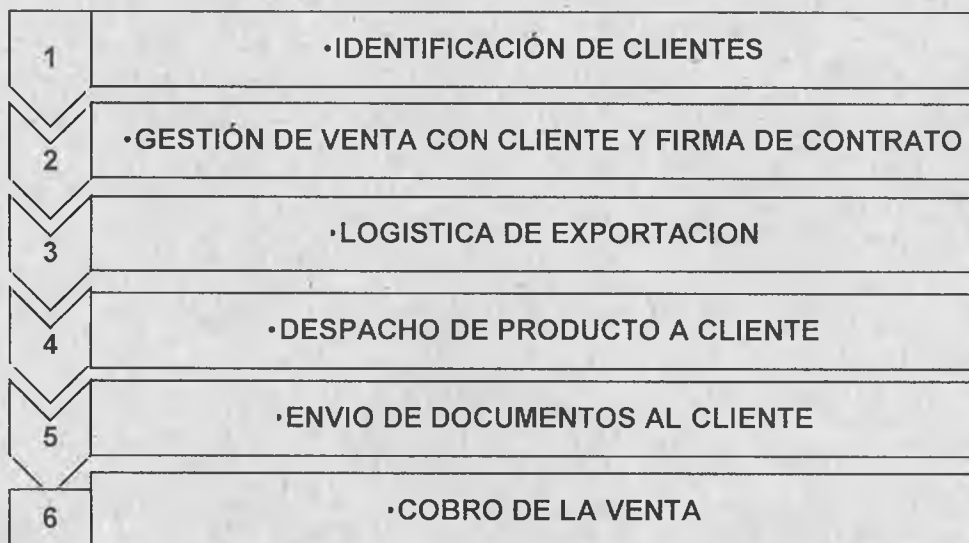 1
•IDENTIFICACIÓN DE CLIENTES
2
•GESTIÓN DE VENTA CON CLIENTE Y FIRMA DE CONTRATO
3
•LOGISTICA DE EXPORTACION
4
•DESPACHO DE PRODUCTO A CLIENTE
5
•ENVIO DE DOCUMENTOS AL CLIENTE
6
•COBRO DE LA VENTA